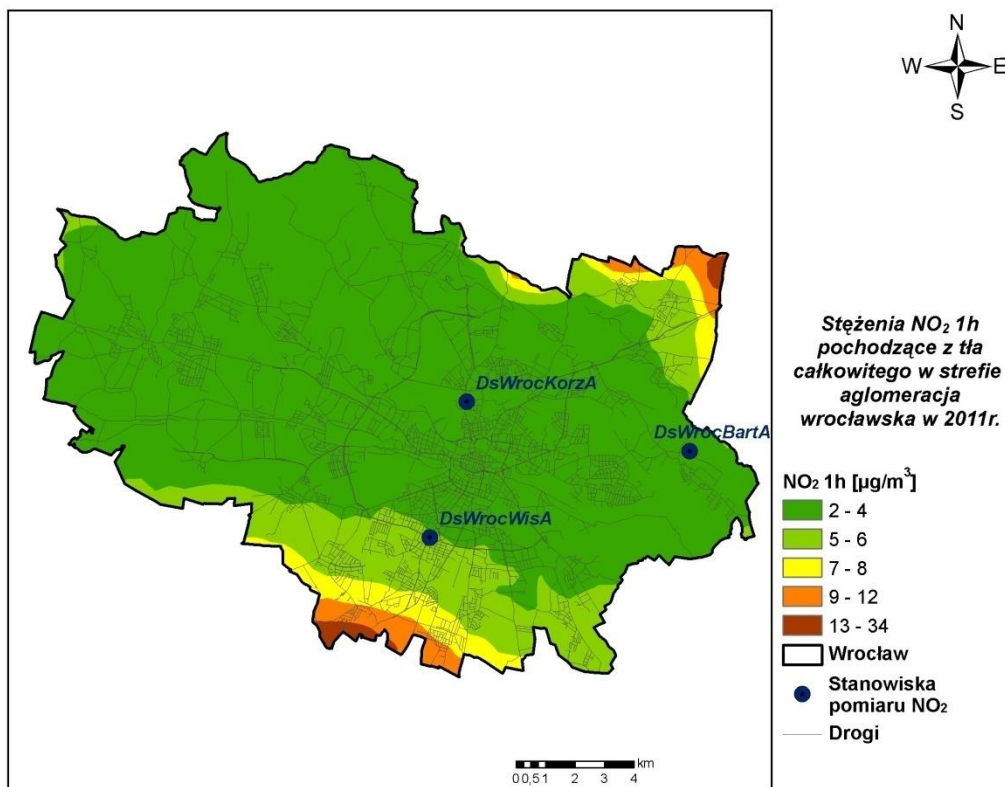 N
W E
S
DsWrocKorzA
DsWrocBartA
DsWrocWisA
Stężenia NO₂ 1h
pochodzące z tła
całkowitego w strefie
aglomeracja
wrocławska w 2011r.
NO₂ 1h [µg/m³]
2 - 4
5 - 6
7 - 8
9 - 12
13 - 34
Wrocław
Stanowiska
pomiaru NO₂
Drogi
km
0 0,5 1 2 3 4